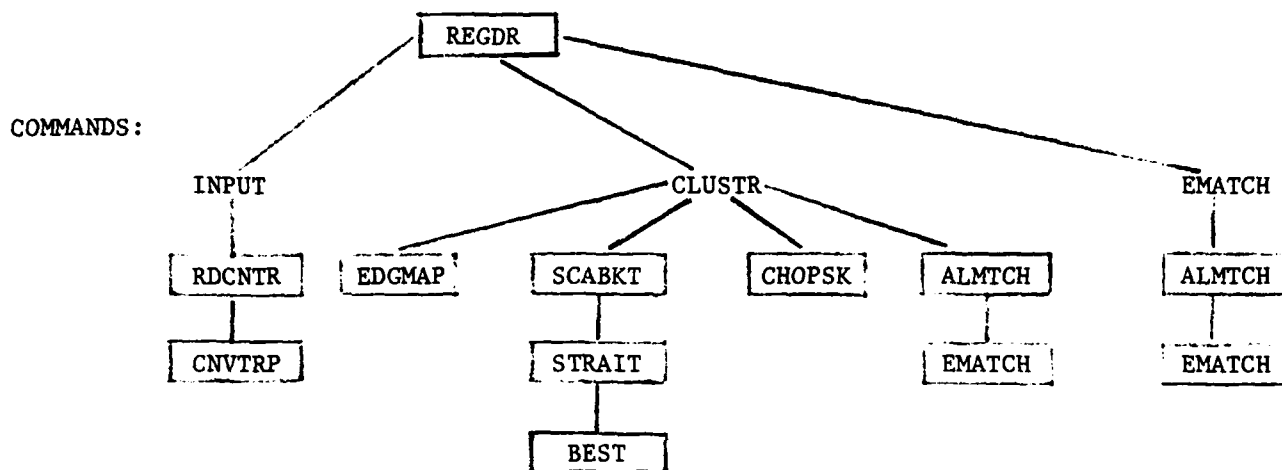 REGDR
COMMANDS:
INPUT CLUSTR EMATCH
RDCNTR EDGMAP SCABKT CHOPSK ALMTCH ALMTCH
CNVTRP STRAIT EMATCH EMATCH
BEST